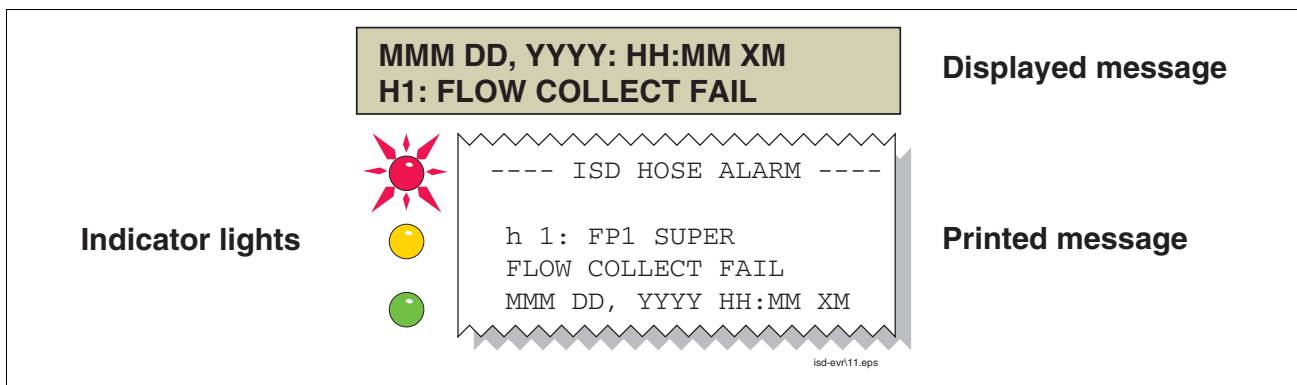 MMM DD, YYYY: HH:MM XM
H1: FLOW COLLECT FAIL
Displayed message
---- ISD HOSE ALARM ----
Indicator lights
h 1: FP1 SUPER
FLOW COLLECT FAIL
MMM DD, YYYY HH:MM XM
Printed message
isd-evr\11.eps